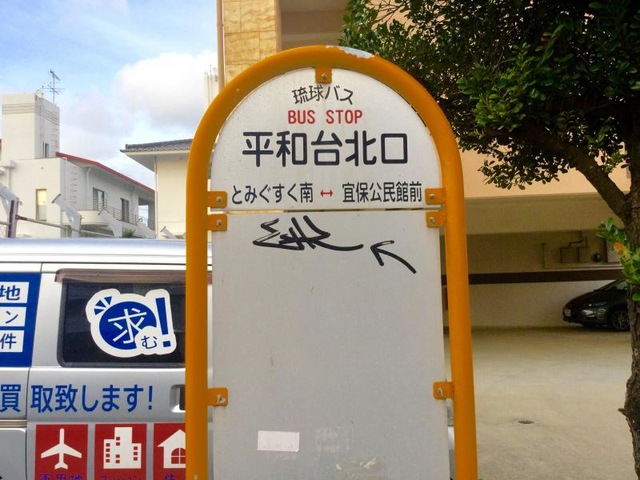 琉球バス
BUS STOP
平和台北口
とみぐすく南 ↔ 宜保公民館前
地
ン
件
求む!
買取致します!